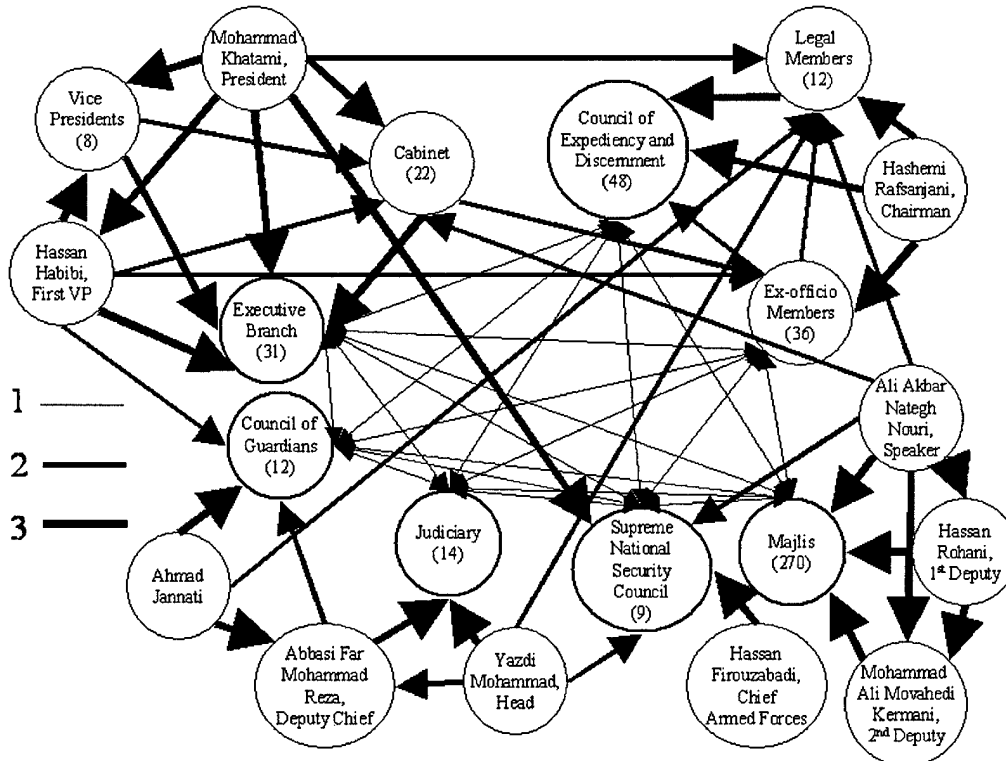 Mohammad
Khatami,
President
Legal
Members
(12)
Vice
Presidents
(8)
Cabinet
(22)
Council of
Expediency and
Discernment
(48)
Hashemi
Rafsanjani,
Chairman
Hassan
Habibi,
First VP
Executive
Branch
(31)
Ex-officio
Members
(36)
1
2
3
Council of
Guardians
(12)
Ali Akbar
Nategh
Nouri,
Speaker
Judiciary
(14)
Supreme
National
Security
Council
(9)
Majlis
(270)
Hassan
Rohani,
1st Deputy
Ahmad
Jannati
Abbasi Far
Mohammad
Reza,
Deputy Chief
Yazdi
Mohammad,
Head
Hassan
Firouzabadi,
Chief
Armed Forces
Mohammad
Ali Movahedi
Kermani,
2nd Deputy